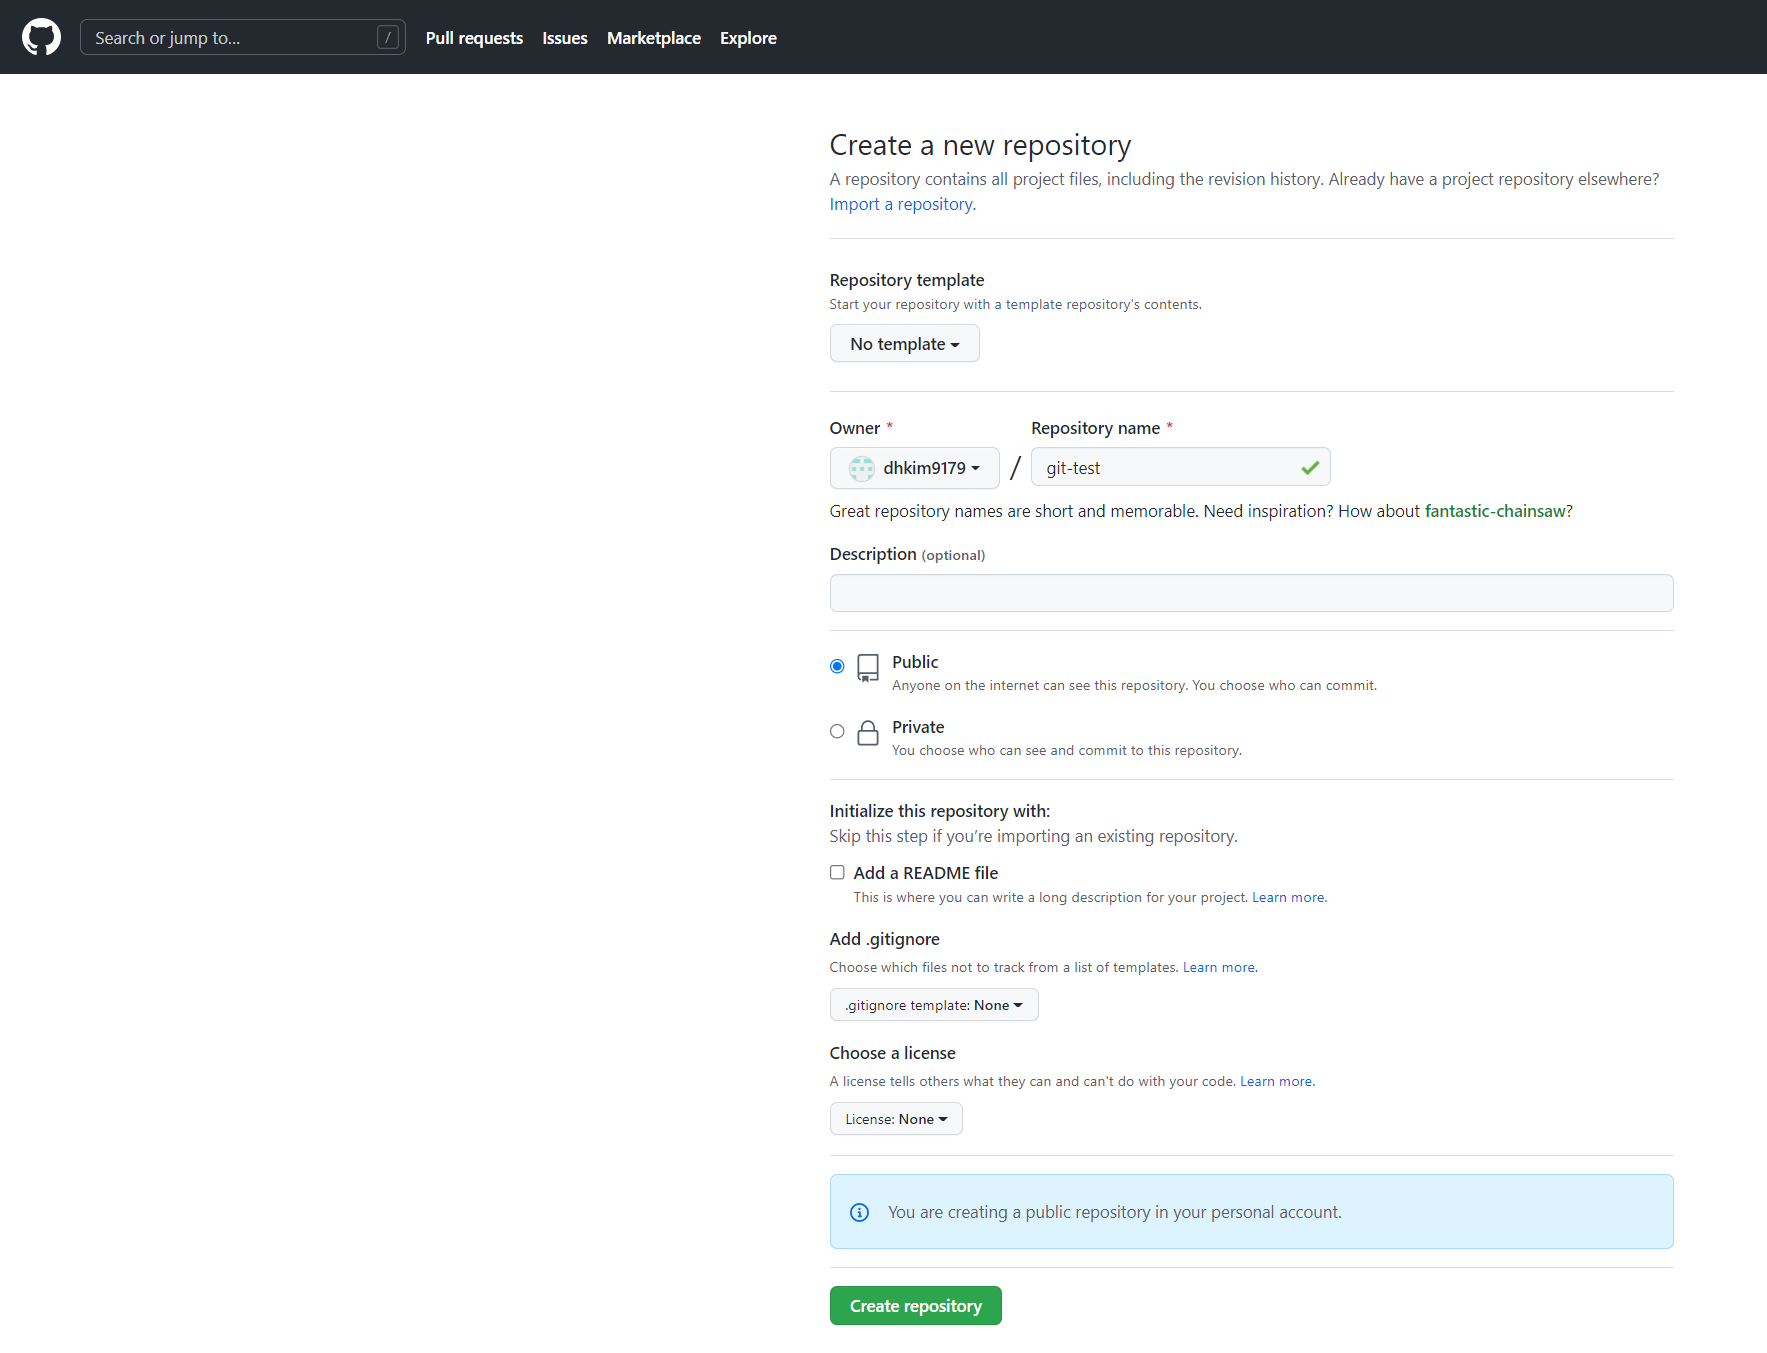 Search or jump to... /
Pull requests Issues Marketplace Explore
Create a new repository
A repository contains all project files, including the revision history. Already have a project repository elsewhere?
Import a repository.
Repository template
Start your repository with a template repository's contents.
No template
Owner * Repository name *
dhkim9179 / git-test
Great repository names are short and memorable. Need inspiration? How about fantastic-chainsaw?
Description (optional)
Public
Anyone on the internet can see this repository. You choose who can commit.
Private
You choose who can see and commit to this repository.
Initialize this repository with:
Skip this step if you’re importing an existing repository.
Add a README file
This is where you can write a long description for your project. Learn more.
Add .gitignore
Choose which files not to track from a list of templates. Learn more.
.gitignore template: None
Choose a license
A license tells others what they can and can't do with your code. Learn more.
License: None
You are creating a public repository in your personal account.
Create repository